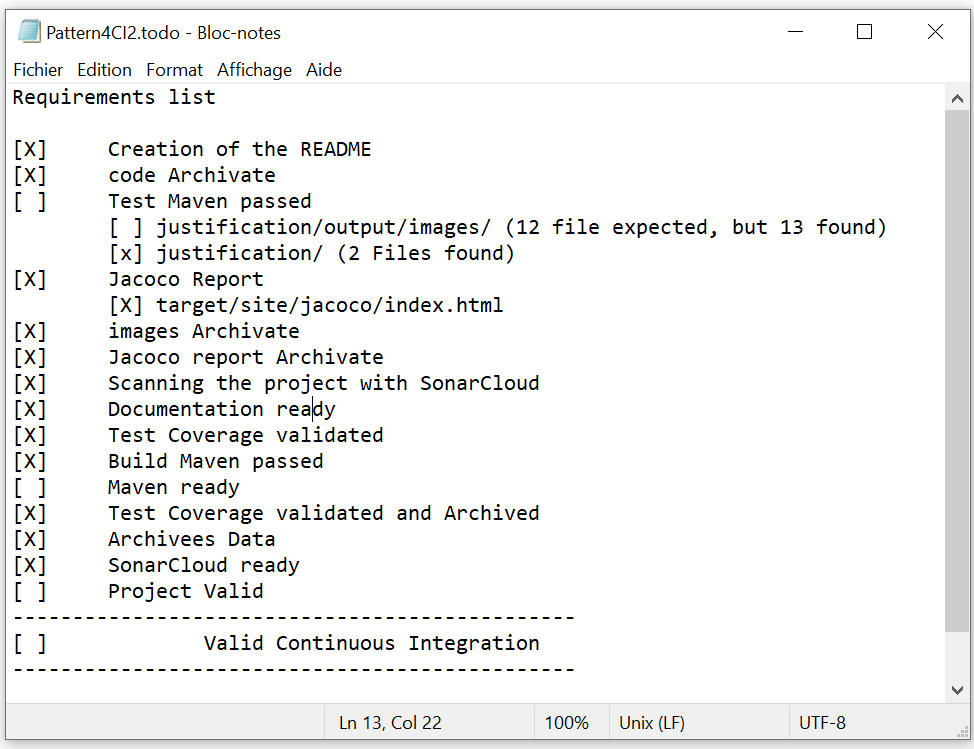 Pattern4CI2.todo - Bloc-notes
Fichier Edition Format Affichage Aide
Requirements list
[X] Creation of the README
[X] code Archivate
[ ] Test Maven passed
[ ] justification/output/images/ (12 file expected, but 13 found)
[x] justification/ (2 Files found)
[X] Jacoco Report
[X] target/site/jacoco/index.html
[X] images Archivate
[X] Jacoco report Archivate
[X] Scanning the project with SonarCloud
[X] Documentation ready
[X] Test Coverage validated
[X] Build Maven passed
[ ] Maven ready
[X] Test Coverage validated and Archived
[X] Archivees Data
[X] SonarCloud ready
[ ] Project Valid
-----------------------------------------------
[ ] Valid Continuous Integration
-----------------------------------------------
Ln 13, Col 22 100% Unix (LF) UTF-8